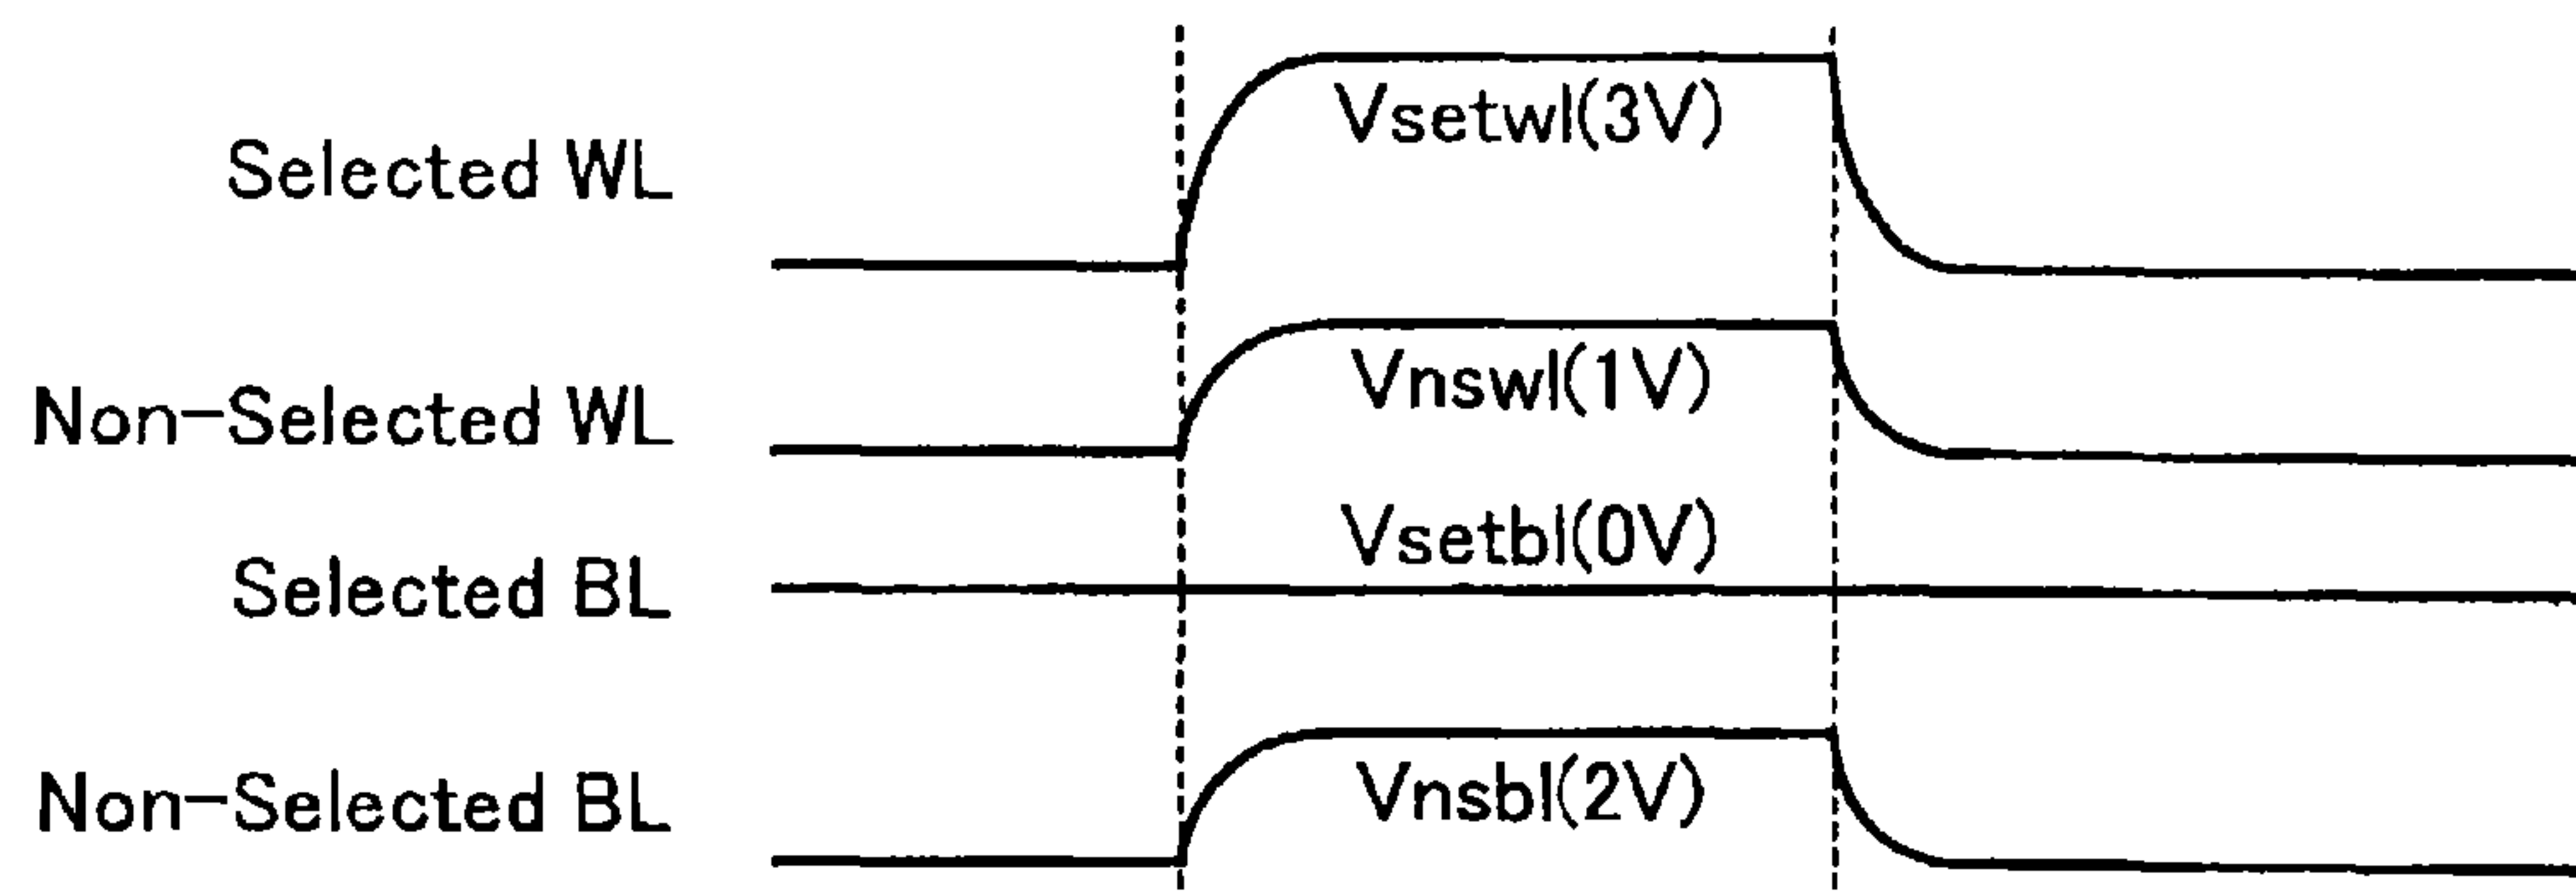 Vsetwl(3V)
Selected WL
Vnswl(1V)
Non-Selected WL
Vsetbl(0V)
Selected BL
Vnsbl(2V)
Non-Selected BL